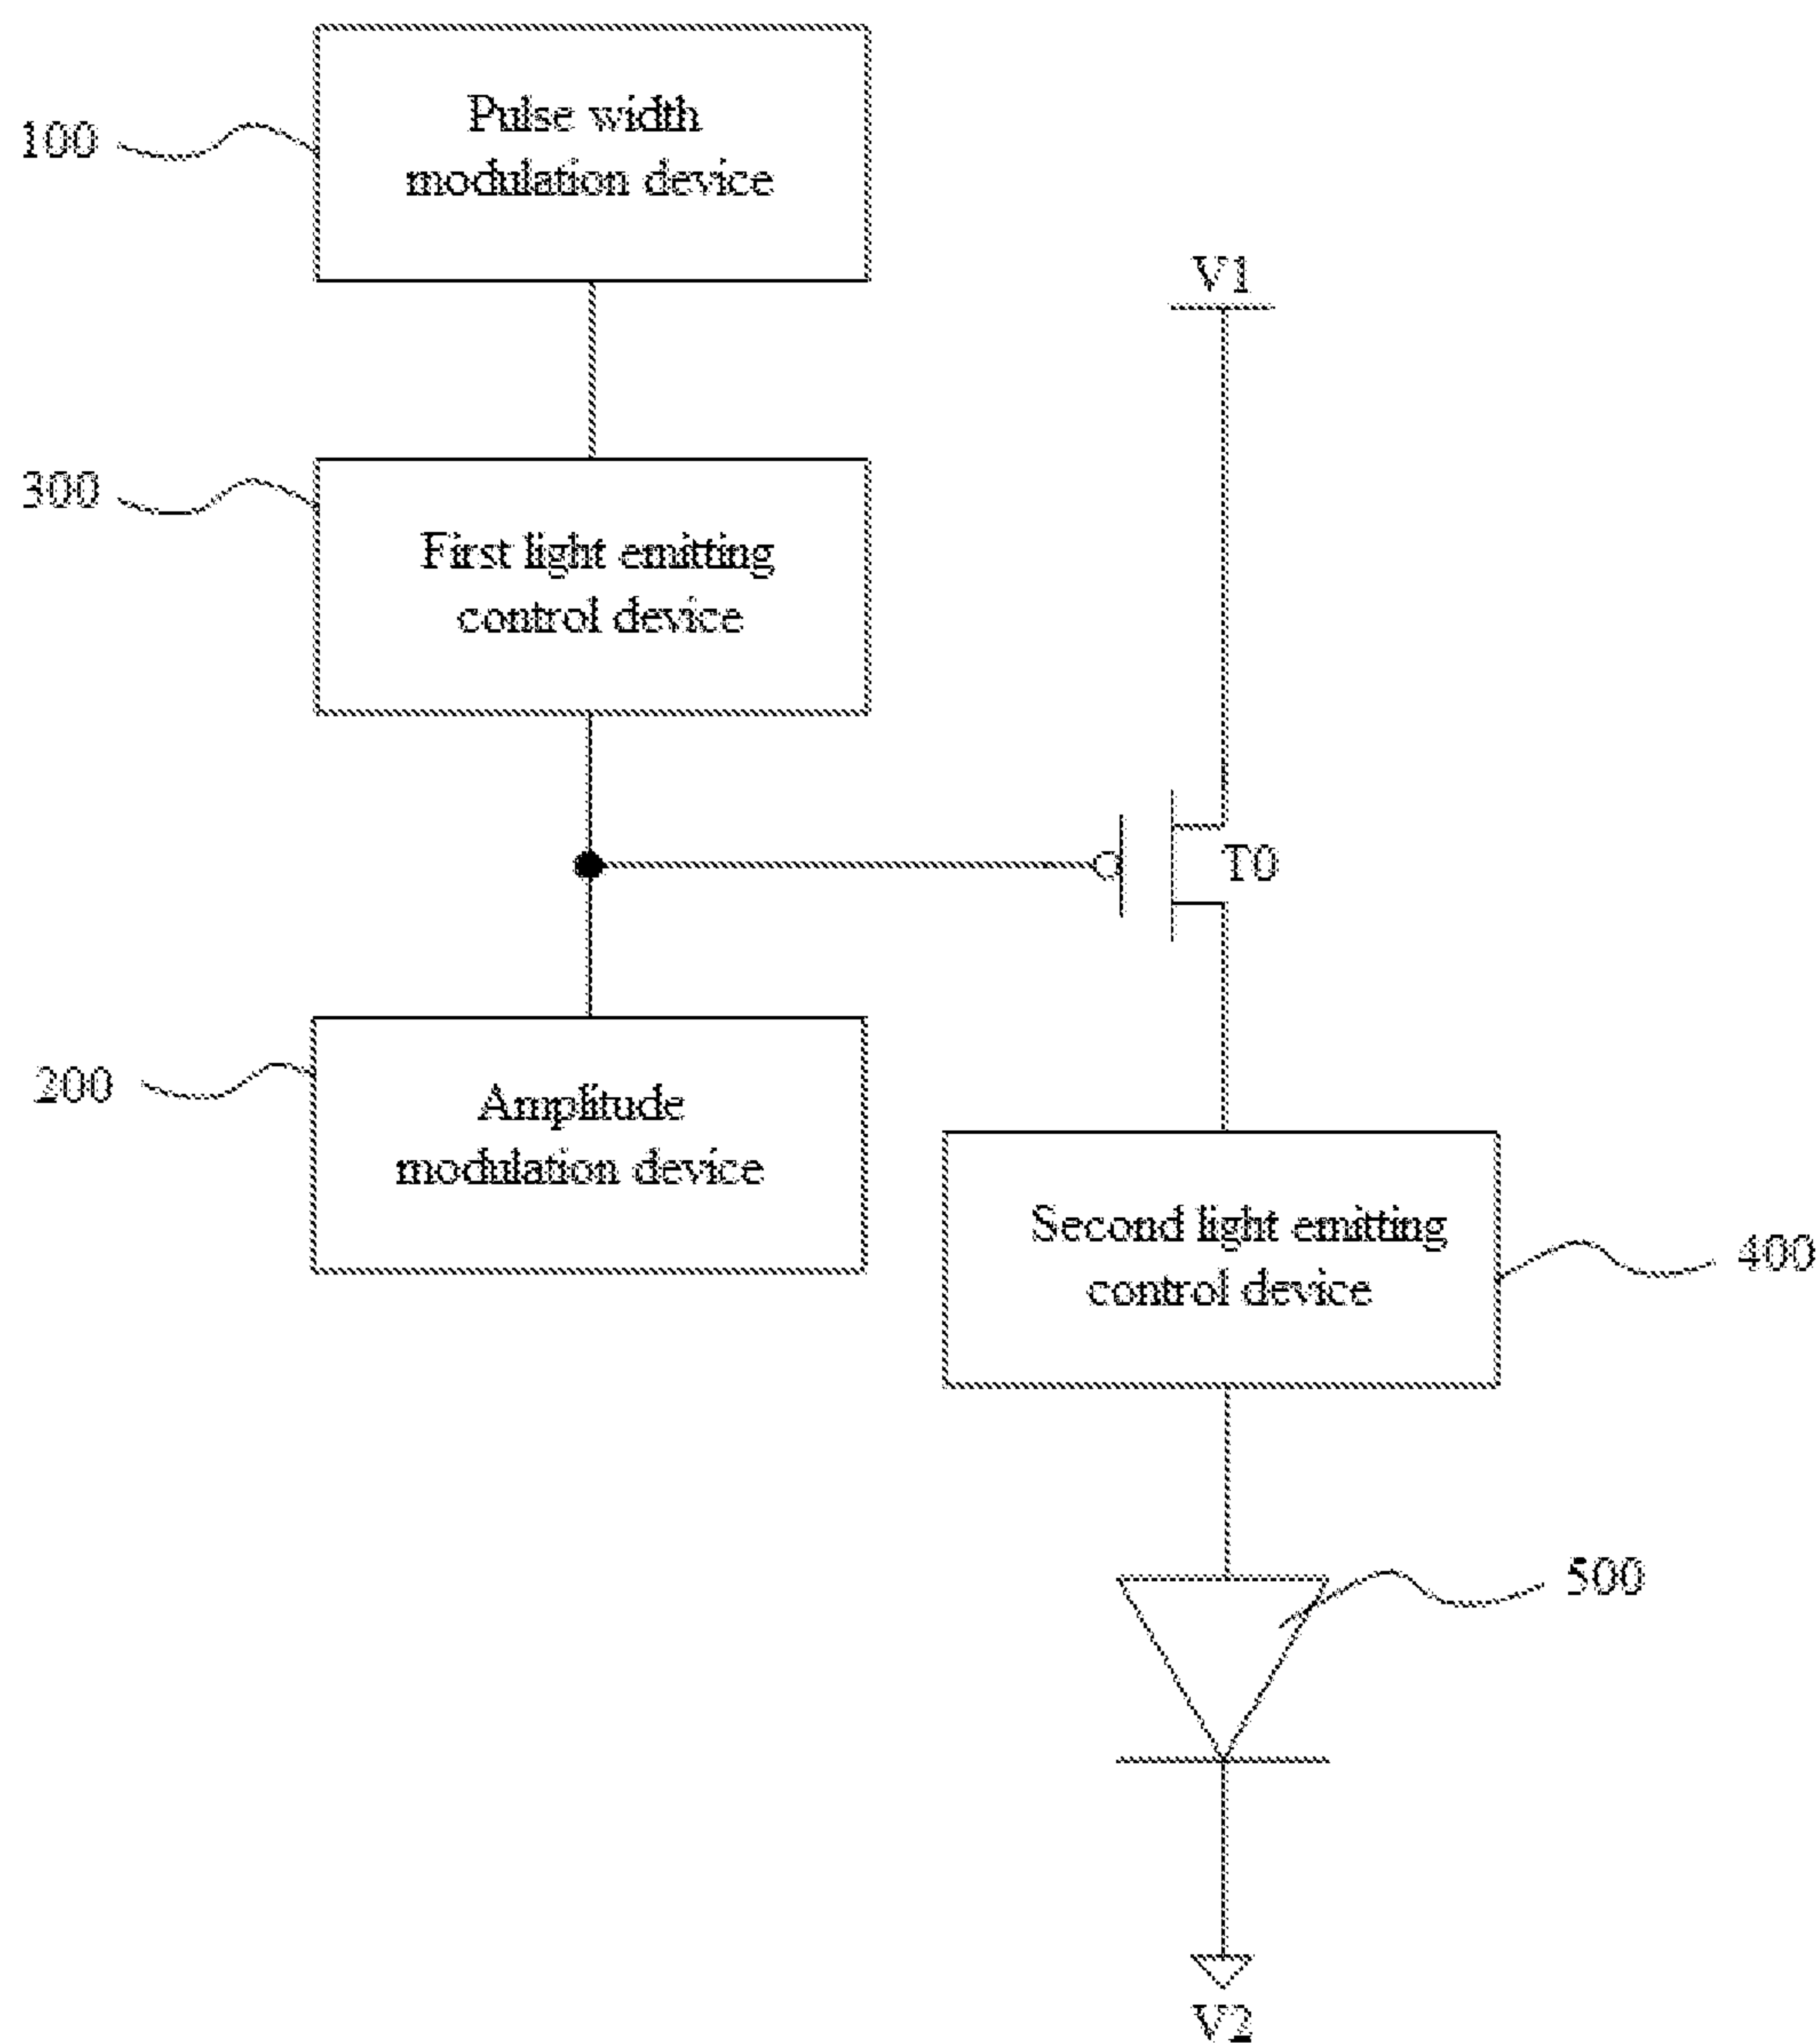 100
Pulse width
modulation device
V1
300
First light emitting
control device
T0
200
Amplitude
modulation device
Second light emitting
control device
400
500
V2